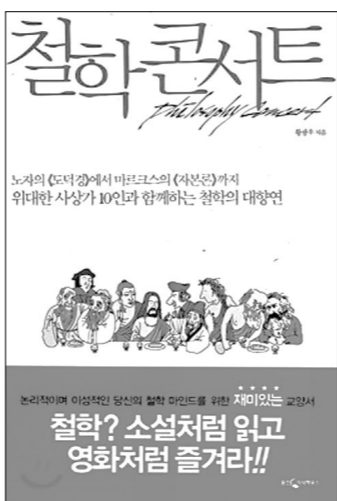 철학 콘서트
Philosophy Concert
황광우 지음
노자의 《도덕경》에서 마르크스의 《자본론》까지
위대한 사상가 10인과 함께하는 철학의 대향연
논리적이며 이성적인 당신의 철학 마인드를 위한 재미있는 교양서
철학? 소설처럼 읽고
영화처럼 즐겨라!!